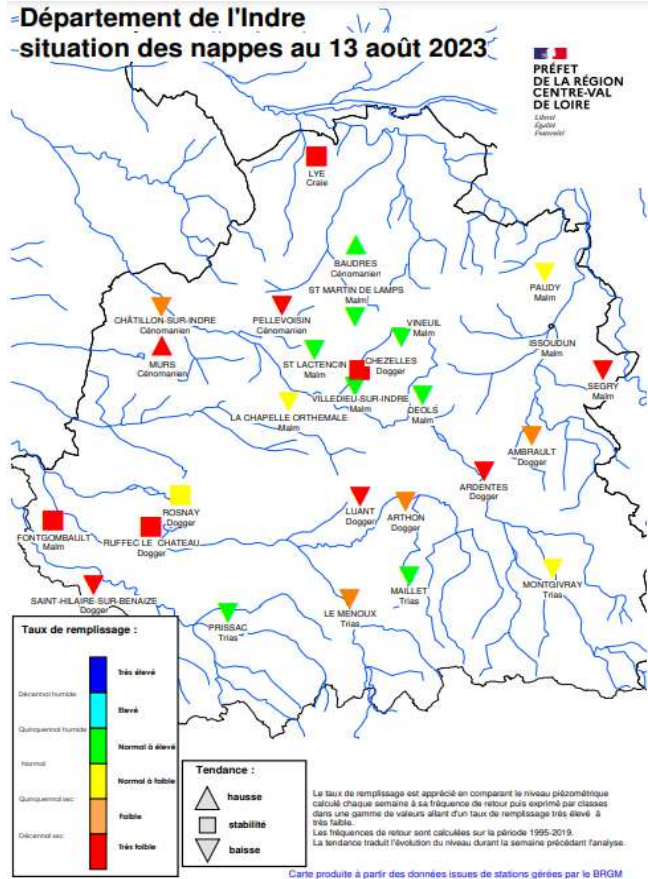 Département de l'Indre
situation des nappes au 13 août 2023
PRÉFET
DE LA RÉGION
CENTRE-VAL
DE LOIRE
Liberté
Égalité
Fraternité
LYE
Craie
BAUDRES
Cénomanien
ST MARTIN DE LAMPS
Malm
PAUDY
Malm
CHÂTILLON-SUR-INDRE
Cénomanien
PELLEVOISIN
Cénomanien
VINEUIL
Malm
ISSOUDUN
Malm
MURS
Cénomanien
ST LACTENCIN
Malm
CHEZELLES
Dogger
SEGRY
Malm
VILLEDIEU-SUR-INDRE
Malm
DEOLS
Malm
LA CHAPELLE ORTHEMALE
Malm
AMBRAULT
Dogger
ARDENTES
Dogger
ROSNAY
Dogger
LUANT
Dogger
ARTHON
Dogger
FONTGOMBAULT
Malm
RUFFEC LE CHATEAU
Dogger
SAINT-HILAIRE-SUR-BENAIZE
Dogger
MAILLET
Trias
MONTGIVRAY
Trias
PRISSAC
Trias
LE MENOUX
Trias
Taux de remplissage :
Très élevé
Décennal humide
Elevé
Quinquennal humide
Normal à élevé
Normal
Normal à faible
Quinquennal sec
Faible
Décennal sec
Très faible
Tendance :
hausse
stabilité
baisse
Le taux de remplissage est apprécié en comparant le niveau piézométrique
calculé chaque semaine à sa fréquence de retour puis exprimé par classes
dans une gamme de valeurs allant d'un taux de remplissage très élevé à
très faible.
Les fréquences de retour sont calculées sur la période 1995-2019.
La tendance traduit l'évolution du niveau durant la semaine précédant l'analyse.
Carte produite à partir des données issues de stations gérées par le BRGM